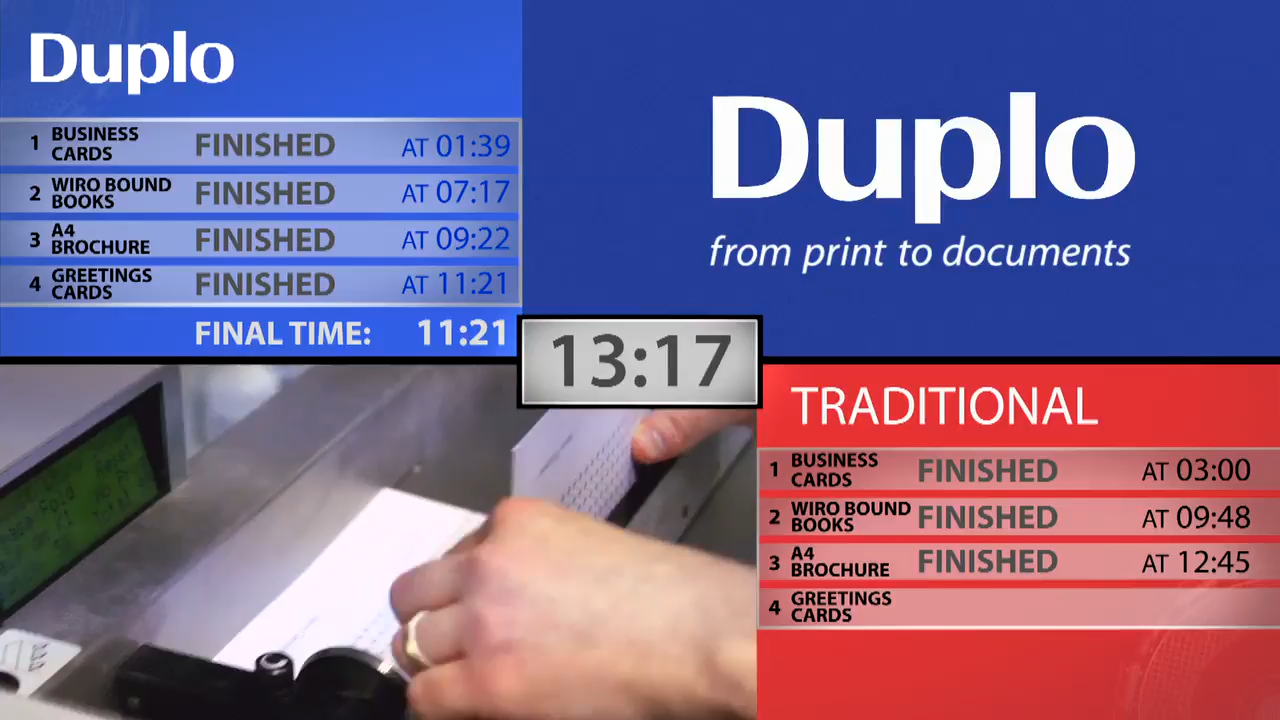 Duplo
1 BUSINESS CARDS FINISHED AT 01:39
2 WIRO BOUND BOOKS FINISHED AT 07:17
3 A4 BROCHURE FINISHED AT 09:22
4 GREETINGS CARDS FINISHED AT 11:21
FINAL TIME: 11:21
Duplo
from print to documents
13:17
TRADITIONAL
1 BUSINESS CARDS FINISHED AT 03:00
2 WIRO BOUND BOOKS FINISHED AT 09:48
3 A4 BROCHURE FINISHED AT 12:45
4 GREETINGS CARDS